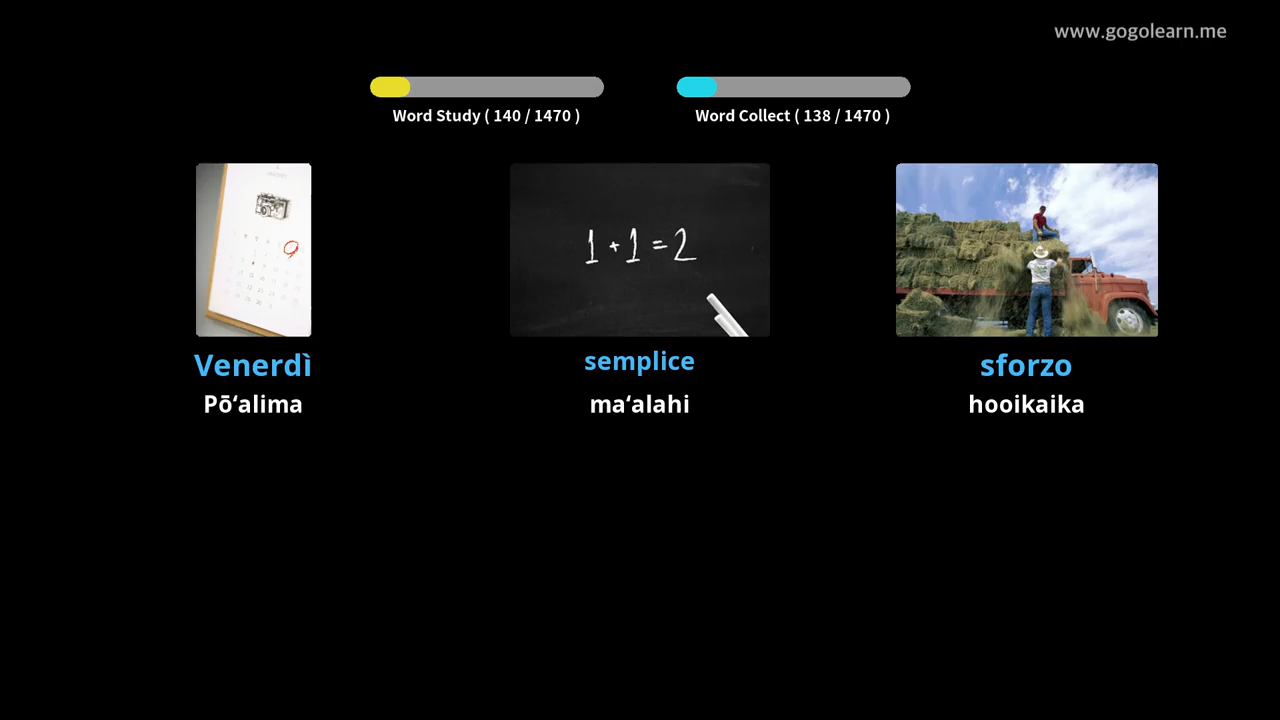 www.gogolearn.me
Word Study ( 140 / 1470 )
Word Collect ( 138 / 1470 )
1 + 1 = 2
Venerdì
semplice
sforzo
Pōʻalima
maʻalahi
hooikaika